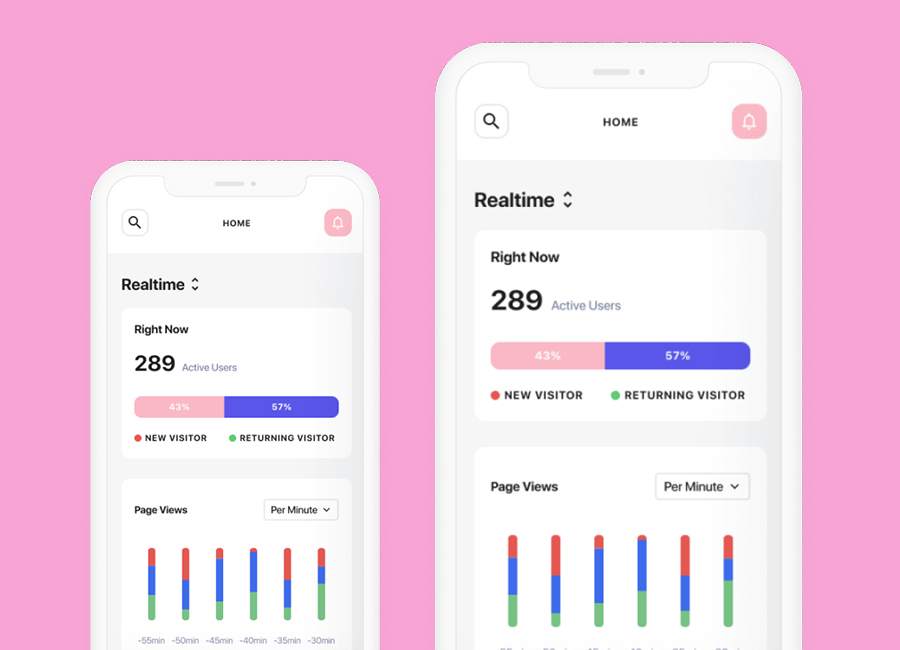 HOME
Realtime
Right Now
289 Active Users
43% 57%
NEW VISITOR RETURNING VISITOR
Page Views Per Minute
-55min -50min -45min -40min -35min -30min
HOME
Realtime
Right Now
289 Active Users
43% 57%
NEW VISITOR RETURNING VISITOR
Page Views Per Minute